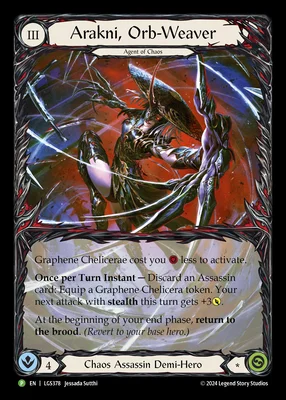 III
Arakni, Orb-Weaver
Agent of Chaos
Graphene Chelicerae cost you less to activate.
Once per Turn Instant — Discard an Assassin
card: Equip a Graphene Chelicera token. Your
next attack with stealth this turn gets +3.
At the beginning of your end phase, return to
the brood. (Revert to your base hero.)
4
Chaos Assassin Demi-Hero
*
P EN | LGS378 Jessada Sutthi
© 2024 Legend Story Studios